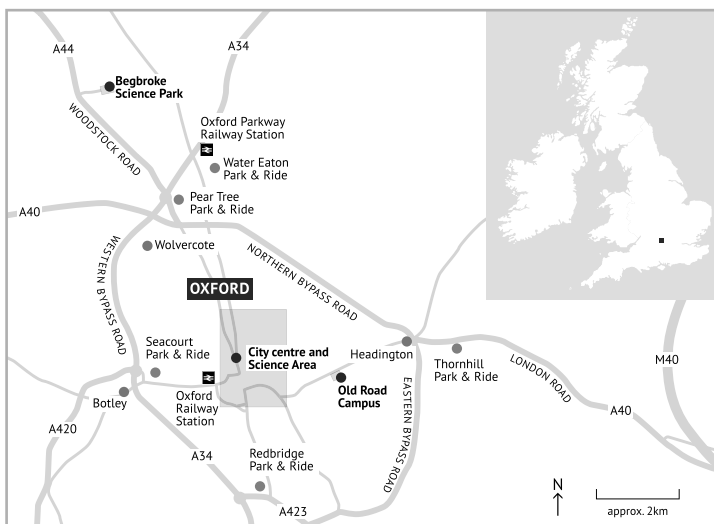 A44
A34
Begbroke
Science Park
WOODSTOCK ROAD
Oxford Parkway
Railway Station
Water Eaton
Park & Ride
Pear Tree
Park & Ride
A40
Wolvercote
WESTERN BYPASS ROAD
NORTHERN BYPASS ROAD
OXFORD
Seacourt
Park & Ride
City centre and
Science Area
Headington
Thornhill
Park & Ride
LONDON ROAD
M40
Botley
Oxford
Railway
Station
Old Road
Campus
EASTERN BYPASS ROAD
A40
A420
A34
Redbridge
Park & Ride
A423
N
approx. 2km